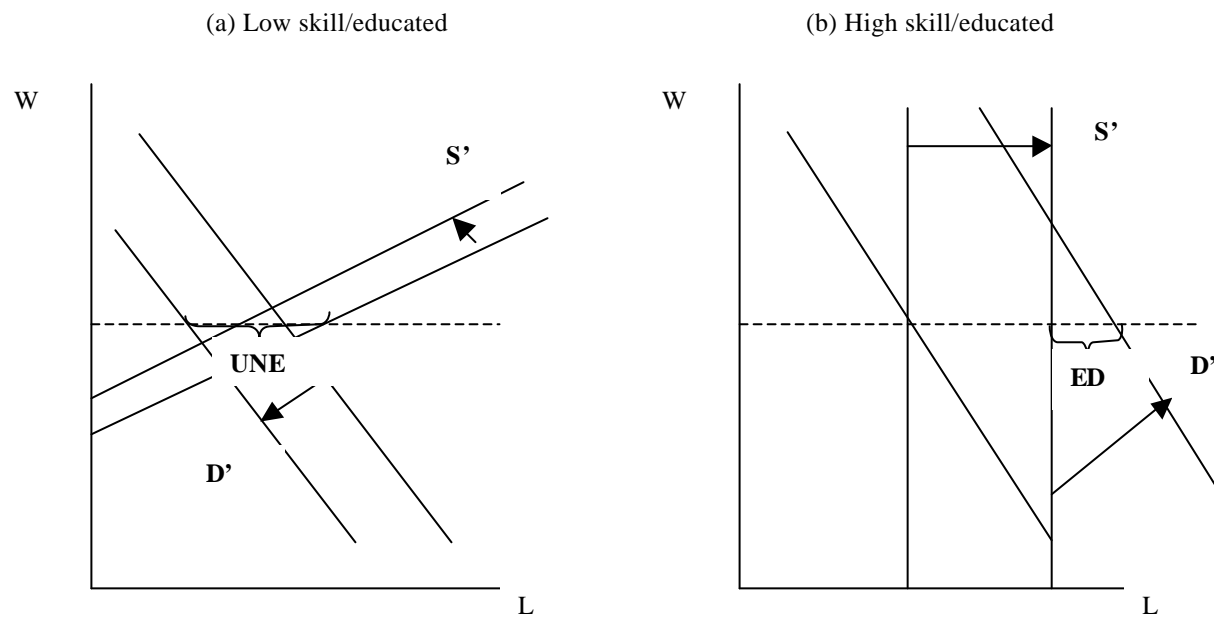 (a) Low skill/educated
(b) High skill/educated
W
S’
UNE
D’
L
W
S’
ED
D’
L